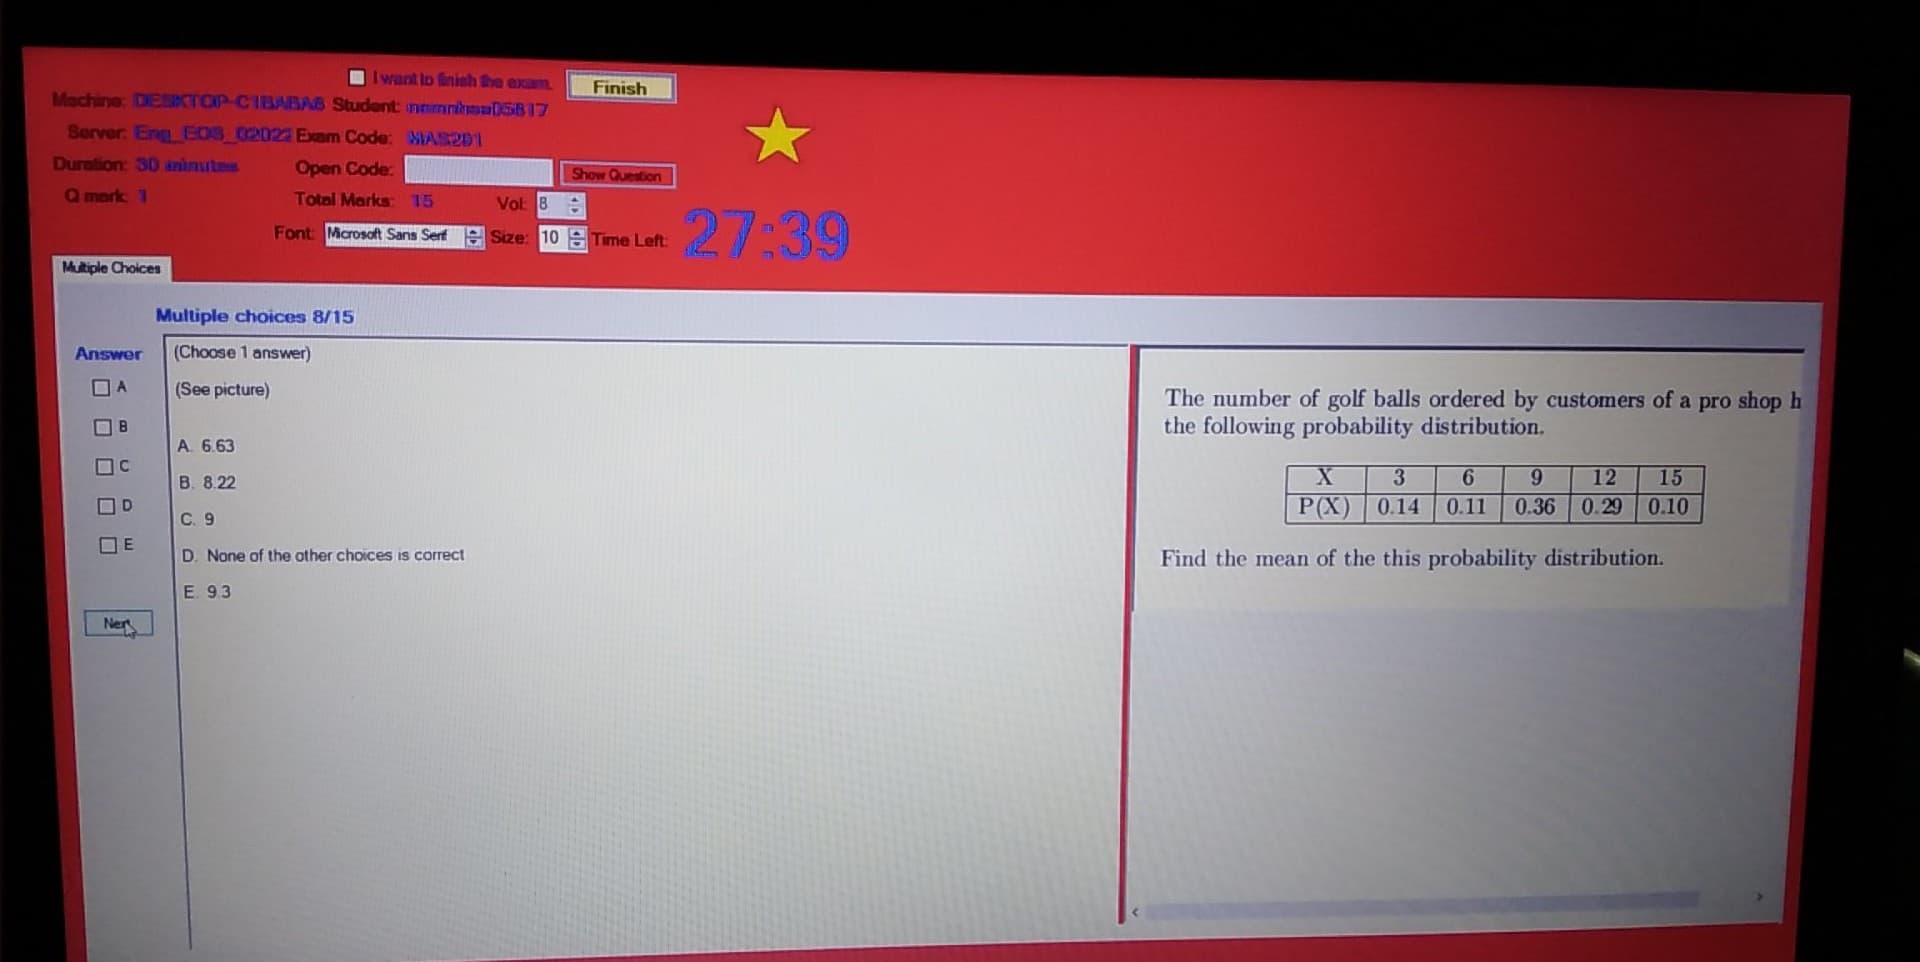 I want to finish the exam. Finish
Machine: DESKTOP-C1BABA6 Student:
Server: Eng_EOS_02022 Exam Code: MAS291
Duration: 30 minutes Open Code: Show Question
Q mark: 1 Total Marks: 15 Vol: 8
Font: Microsoft Sans Serif Size: 10 Time Left: 27:39
Multiple Choices
Multiple choices 8/15
Answer
A
B
C
D
E
(Choose 1 answer)
(See picture)
A. 6.63
B. 8.22
C. 9
D. None of the other choices is correct
E. 9.3
The number of golf balls ordered by customers of a pro shop h
the following probability distribution.
X 3 6 9 12 15
P(X) 0.14 0.11 0.36 0.29 0.10
Find the mean of the this probability distribution.